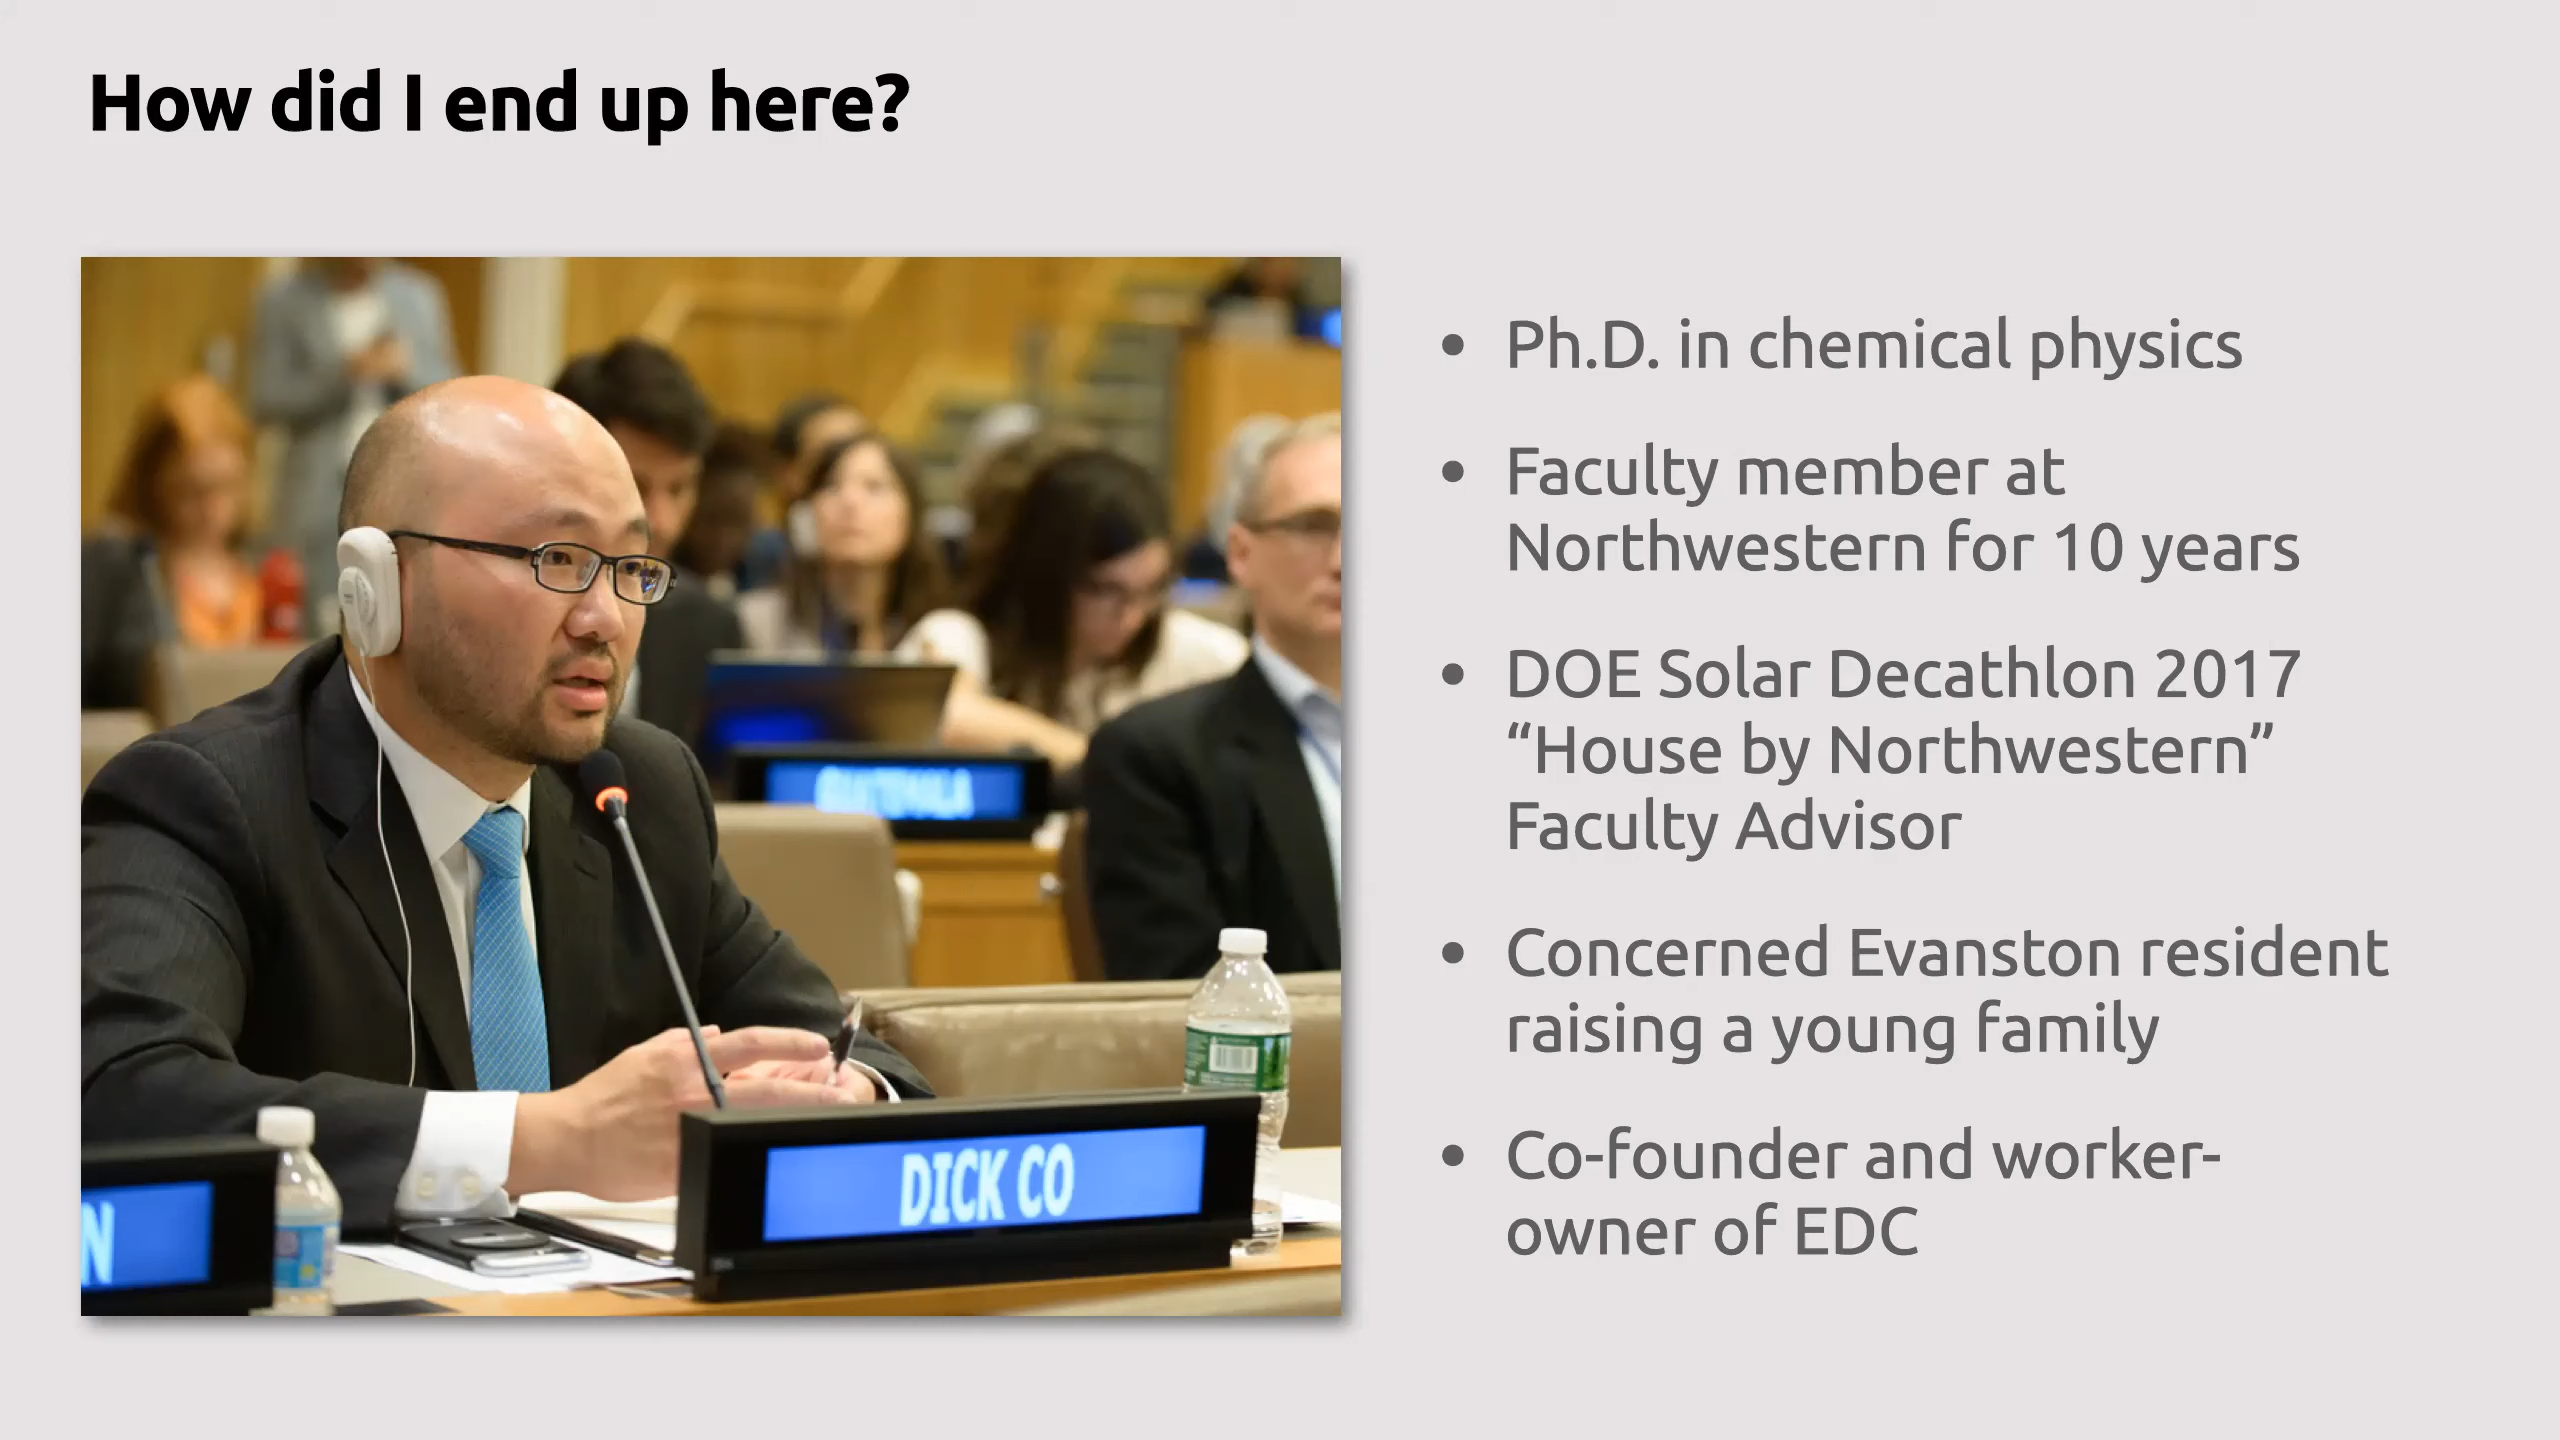 How did I end up here?
• Ph.D. in chemical physics
• Faculty member at
Northwestern for 10 years
• DOE Solar Decathlon 2017
“House by Northwestern”
Faculty Advisor
• Concerned Evanston resident
raising a young family
• Co-founder and worker-
owner of EDC
GUATEMALA
DICK CO
N